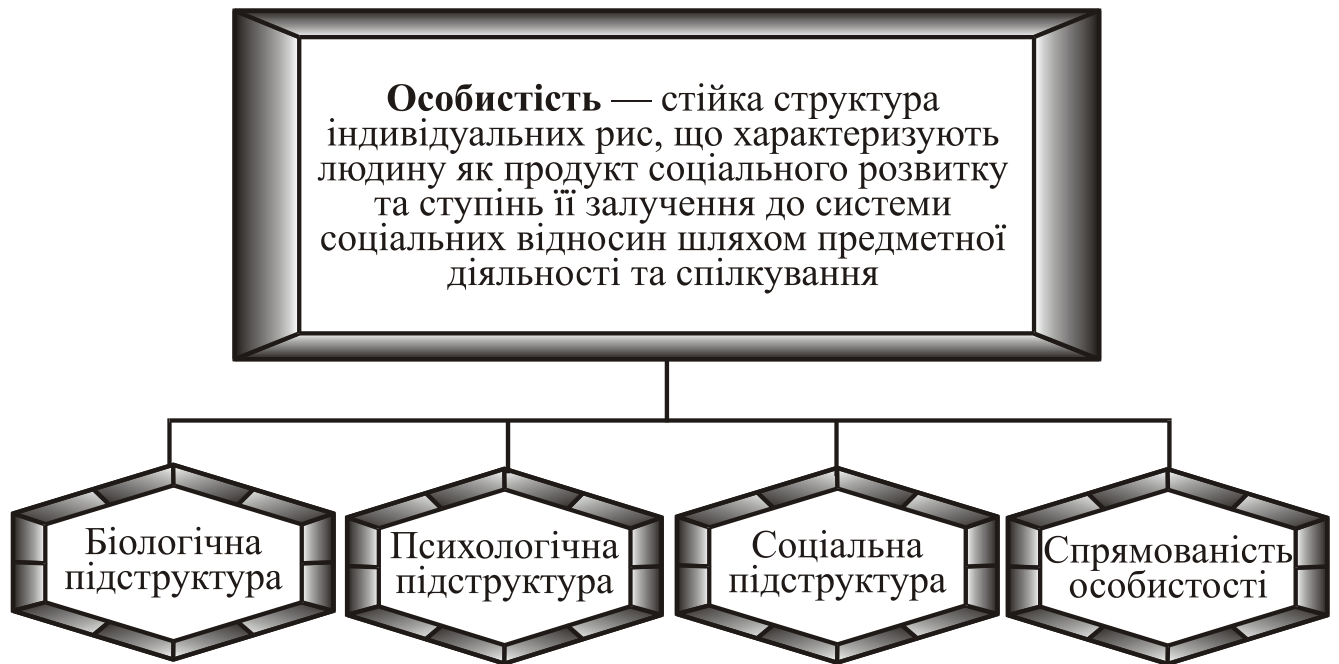 Особистість — стійка структура
індивідуальних рис, що характеризують
людину як продукт соціального розвитку
та ступінь її залучення до системи
соціальних відносин шляхом предметної
діяльності та спілкування
Біологічна
підструктура
Психологічна
підструктура
Соціальна
підструктура
Спрямованість
особистості